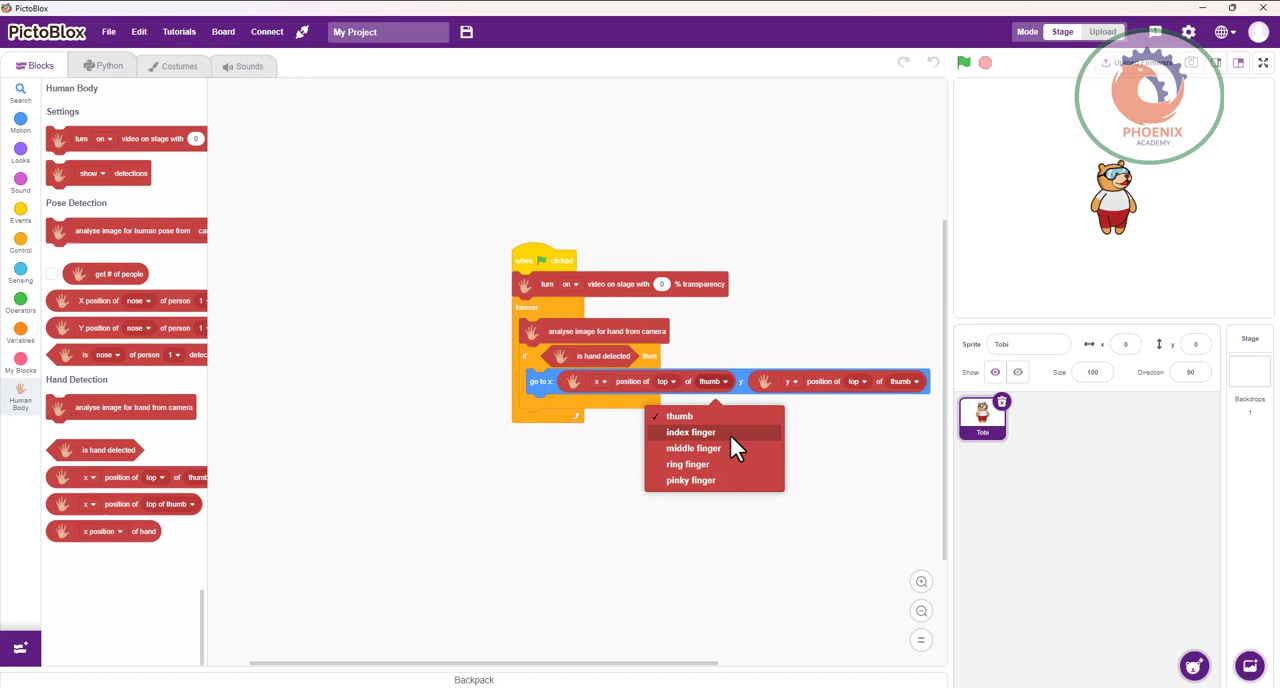 PictoBlox
PictoBlox File Edit Tutorials Board Connect My Project Mode Stage Upload
Blocks Python Costumes Sounds Upload Firmware
PHOENIX
ACADEMY
Search
Motion
Looks
Sound
Events
Control
Sensing
Operators
Variables
My Blocks
Human
Body
Human Body
Settings
turn on video on stage with 0
show detections
Pose Detection
analyse image for human pose from
get # of people
X position of nose of person 1
Y position of nose of person 1
is nose of person 1
Hand Detection
analyse image for hand from camera
is hand detected
x position of top of
x position of top of thumb
x position of hand
when clicked
turn on video on stage with 0 % transparency
forever
analyse image for hand from camera
if is hand detected then
go to x: x position of top of thumb y: y position of top of thumb
thumb
index finger
middle finger
ring finger
pinky finger
Backpack
Sprite Tobi x 0 y 0
Show Size 100 Direction 90
Tobi
Stage
Backdrops
1